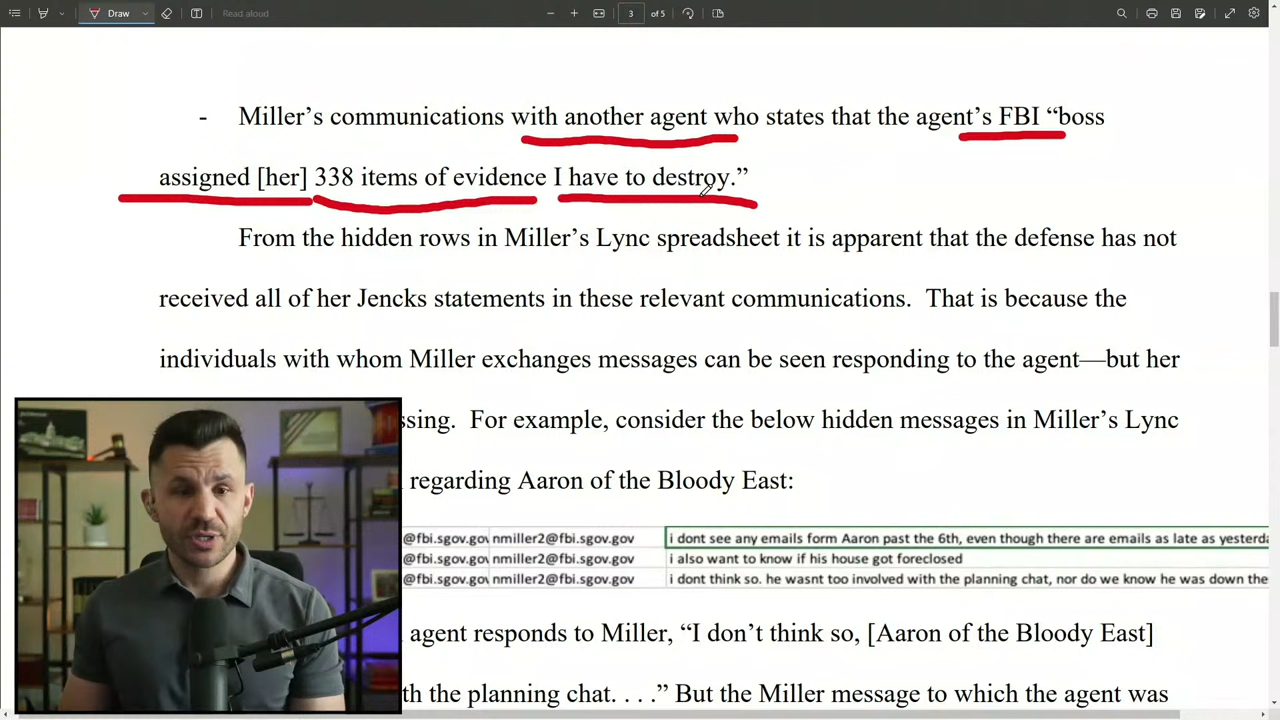 Draw
Read aloud
3 of 5
- Miller’s communications with another agent who states that the agent’s FBI “boss
assigned [her] 338 items of evidence I have to destroy.”
From the hidden rows in Miller’s Lync spreadsheet it is apparent that the defense has not
received all of her Jencks statements in these relevant communications. That is because the
individuals with whom Miller exchanges messages can be seen responding to the agent—but her
ssing. For example, consider the below hidden messages in Miller’s Lync
regarding Aaron of the Bloody East:
@fbi.sgov.gov nmiller2@fbi.sgov.gov i dont see any emails form Aaron past the 6th, even though there are emails as late as yesterda
@fbi.sgov.gov nmiller2@fbi.sgov.gov i also want to know if his house got foreclosed
@fbi.sgov.gov nmiller2@fbi.sgov.gov i dont think so. he wasnt too involved with the planning chat, nor do we know he was down the
agent responds to Miller, “I don’t think so, [Aaron of the Bloody East]
th the planning chat. . . .” But the Miller message to which the agent was